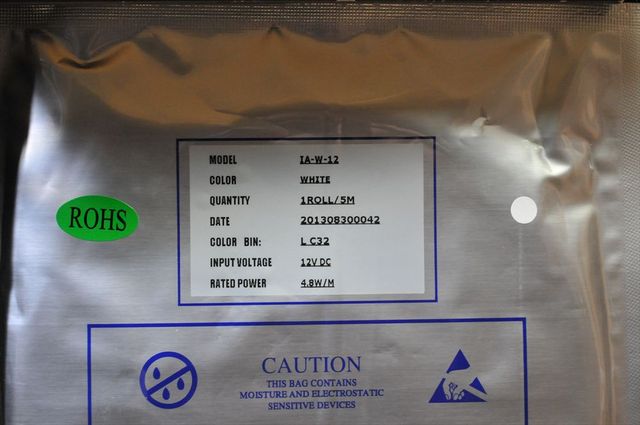 MODEL IA-W-12
COLOR WHITE
QUANTITY 1ROLL/5M
DATE 201308300042
COLOR BIN: L C32
INPUT VOLTAGE 12V DC
RATED POWER 4.8W/M
ROHS
CAUTION
THIS BAG CONTAINS
MOISTURE AND ELECTROSTATIC
SENSITIVE DEVICES